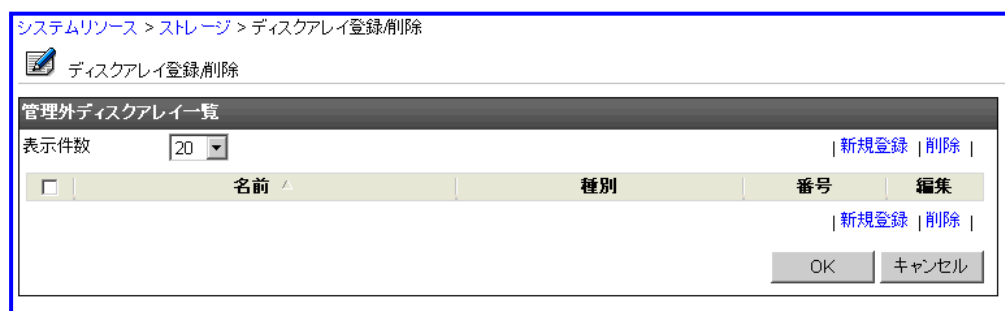 システムリソース > ストレージ > ディスクアレイ登録/削除
ディスクアレイ登録/削除
管理外ディスクアレイ一覧
表示件数 20 | 新規登録 | 削除 |
名前 種別 番号 編集
| 新規登録 | 削除 |
OK キャンセル